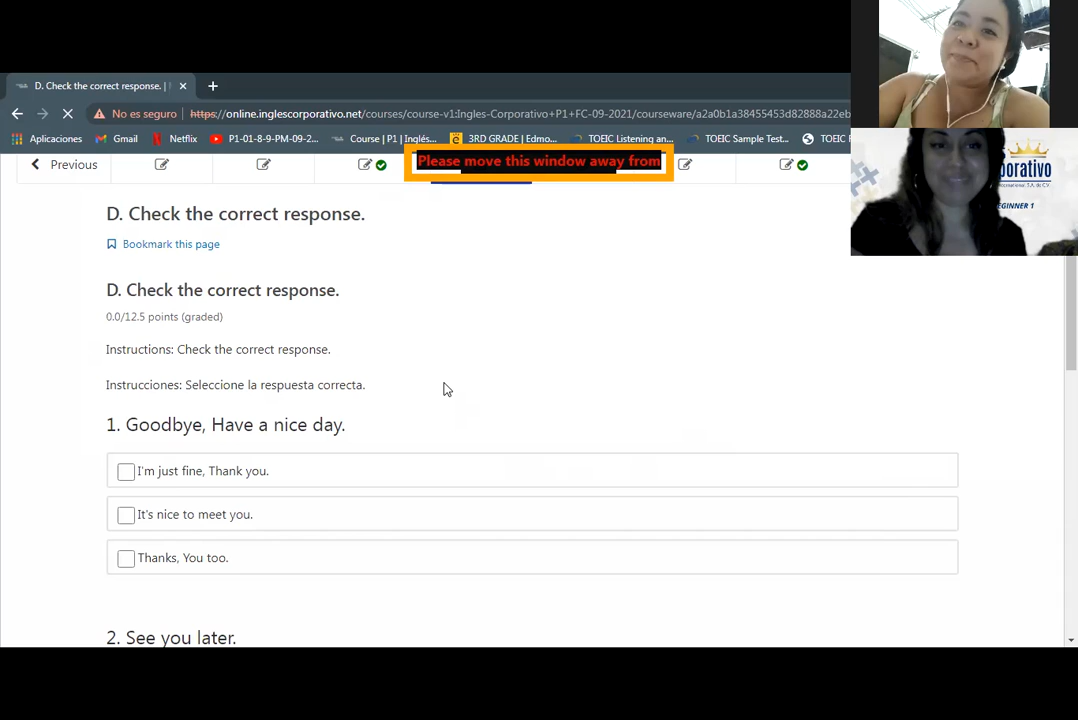 D. Check the correct response. |
No es seguro https://online.inglescorporativo.net/courses/course-v1:Ingles-Corporativo+P1+FC-09-2021/courseware/a2a0b1a38455453d82888a22eb
Aplicaciones Gmail Netflix P1-01-8-9-PM-09-2... Course | P1 | Inglés... 3RD GRADE | Edmo... TOEIC Listening an... TOEIC Sample Test... TOEIC
Previous
Please move this window away from
D. Check the correct response.
Bookmark this page
D. Check the correct response.
0.0/12.5 points (graded)
Instructions: Check the correct response.
Instrucciones: Seleccione la respuesta correcta.
1. Goodbye, Have a nice day.
I'm just fine, Thank you.
It's nice to meet you.
Thanks, You too.
2. See you later.
porativo
International, S.A. de C.V.
EGINNER 1